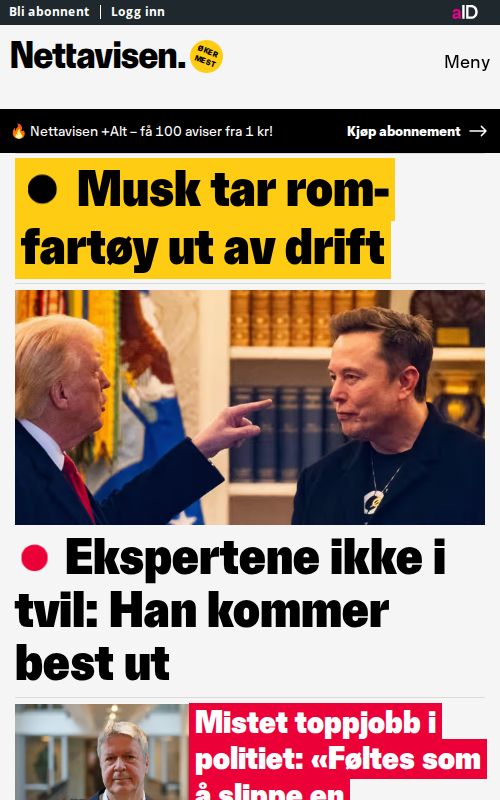 Bli abonnent | Logg inn
aID
Nettavisen.
ØKER
MEST
Meny
🔥 Nettavisen +Alt – få 100 aviser fra 1 kr!
Kjøp abonnement →
Musk tar rom-
fartøy ut av drift
Ekspertene ikke i
tvil: Han kommer
best ut
Mistet toppjobb i
politiet: «Føltes som
å slippe en